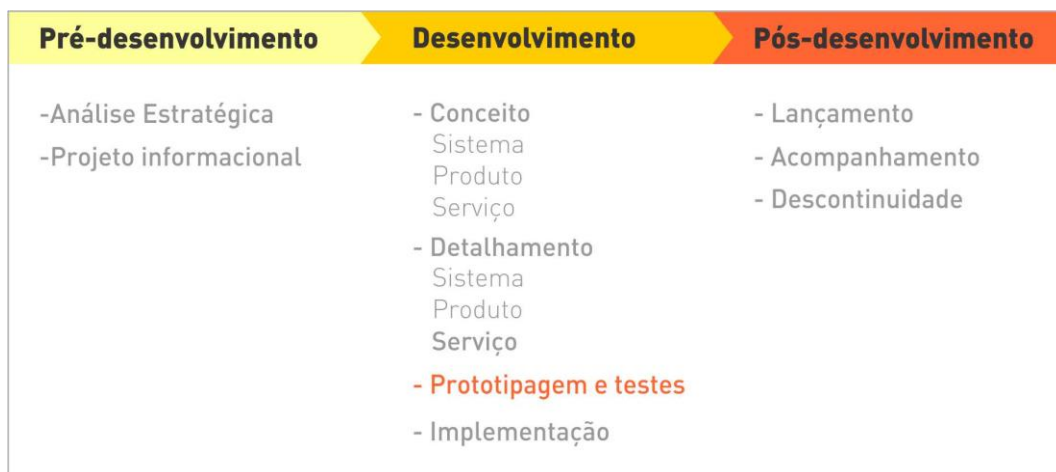 Pré-desenvolvimento
-Análise Estratégica
-Projeto informacional
Desenvolvimento
- Conceito
Sistema
Produto
Serviço
- Detalhamento
Sistema
Produto
Serviço
- Prototipagem e testes
- Implementação
Pós-desenvolvimento
- Lançamento
- Acompanhamento
- Descontinuidade